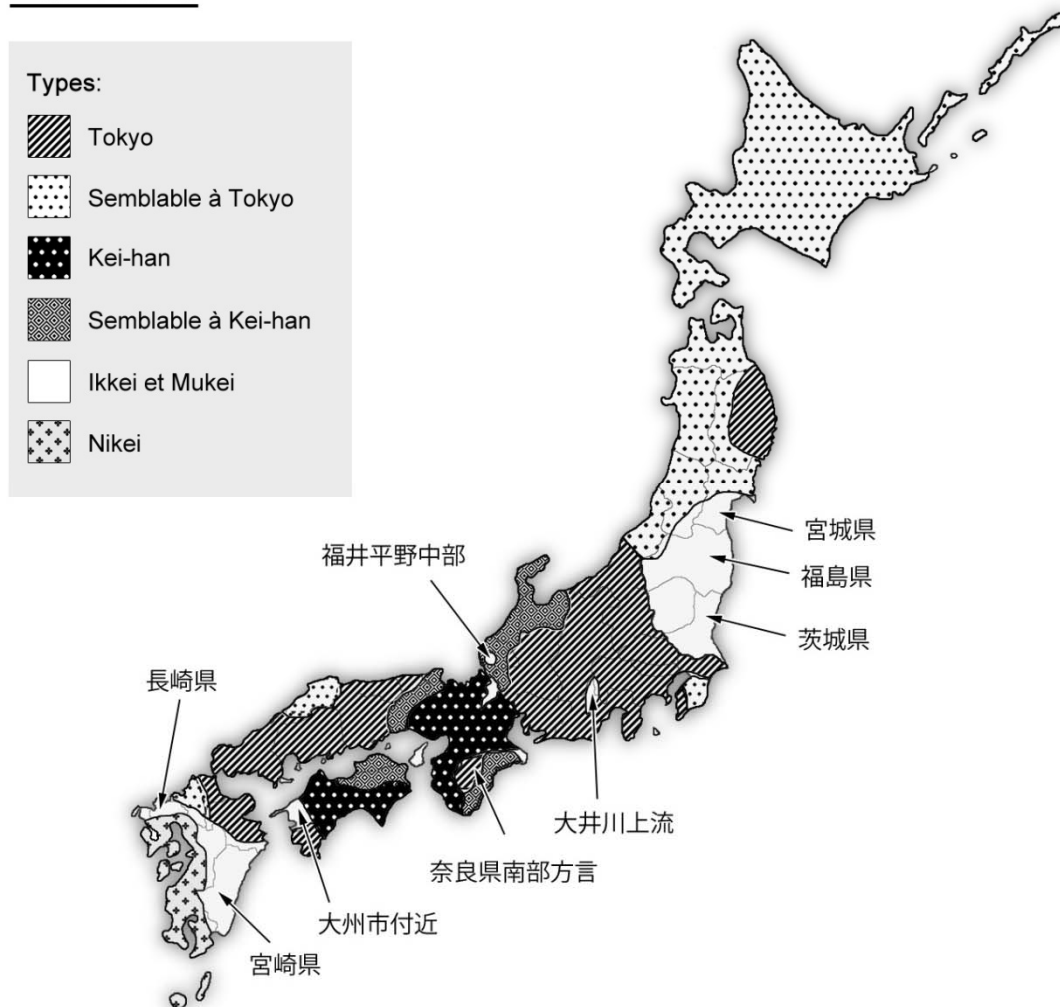 Types:
Tokyo
Semblable à Tokyo
Kei-han
Semblable à Kei-han
Ikkei et Mukei
Nikei
宮城県
福井平野中部
福島県
茨城県
長崎県
大井川上流
奈良県南部方言
大州市付近
宮崎県